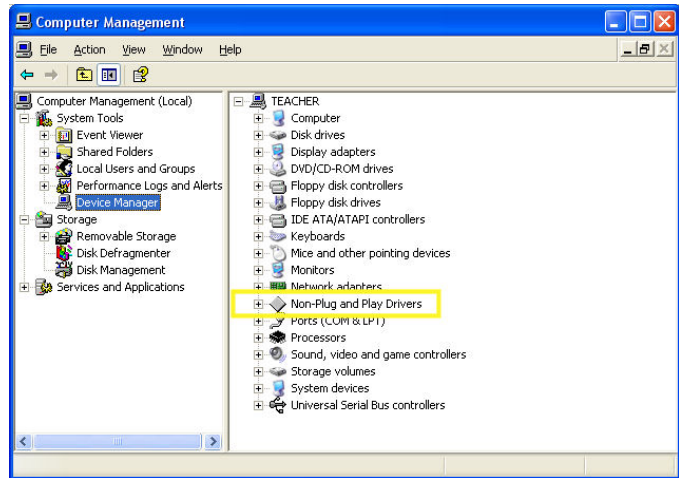 Computer Management
File Action View Window Help
Computer Management (Local)
System Tools
Event Viewer
Shared Folders
Local Users and Groups
Performance Logs and Alerts
Device Manager
Storage
Removable Storage
Disk Defragmenter
Disk Management
Services and Applications
TEACHER
Computer
Disk drives
Display adapters
DVD/CD-ROM drives
Floppy disk controllers
Floppy disk drives
IDE ATA/ATAPI controllers
Keyboards
Mice and other pointing devices
Monitors
Network adapters
Non-Plug and Play Drivers
Ports (COM & LPT)
Processors
Sound, video and game controllers
Storage volumes
System devices
Universal Serial Bus controllers